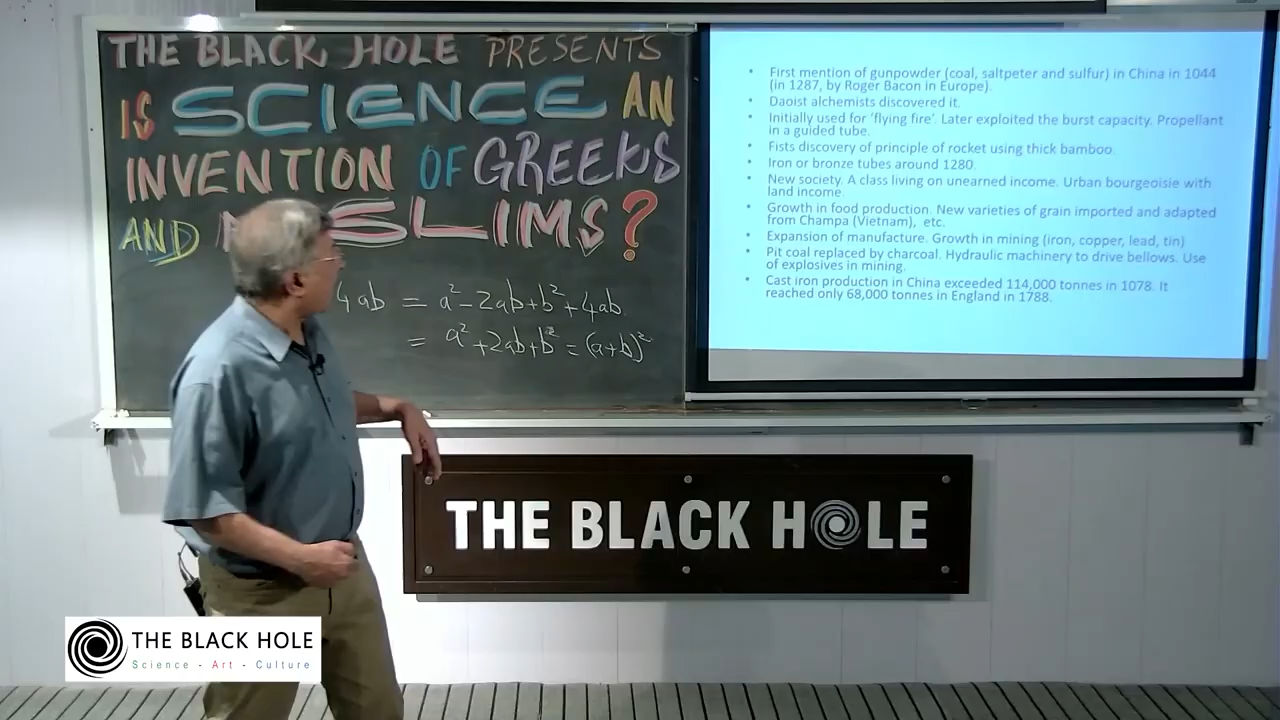 THE BLACK HOLE PRESENTS
IS SCIENCE AN
INVENTION OF GREEKS
AND SLIMS?
4ab = a² - 2ab + b² + 4ab
= a² + 2ab + b² = (a+b)²
• First mention of gunpowder (coal, saltpeter and sulfur) in China in 1044
(in 1287, by Roger Bacon in Europe).
• Daoist alchemists discovered it.
• Initially used for 'flying fire'. Later exploited the burst capacity. Propellant
in a guided tube.
• Fists discovery of principle of rocket using thick bamboo.
• Iron or bronze tubes around 1280.
• New society. A class living on unearned income. Urban bourgeoisie with
land income.
• Growth in food production. New varieties of grain imported and adapted
from Champa (Vietnam), etc.
• Expansion of manufacture. Growth in mining (iron, copper, lead, tin)
• Pit coal replaced by charcoal. Hydraulic machinery to drive bellows. Use
of explosives in mining.
• Cast iron production in China exceeded 114,000 tonnes in 1078. It
reached only 68,000 tonnes in England in 1788.
THE BLACK HOLE
THE BLACK HOLE
Science - Art - Culture